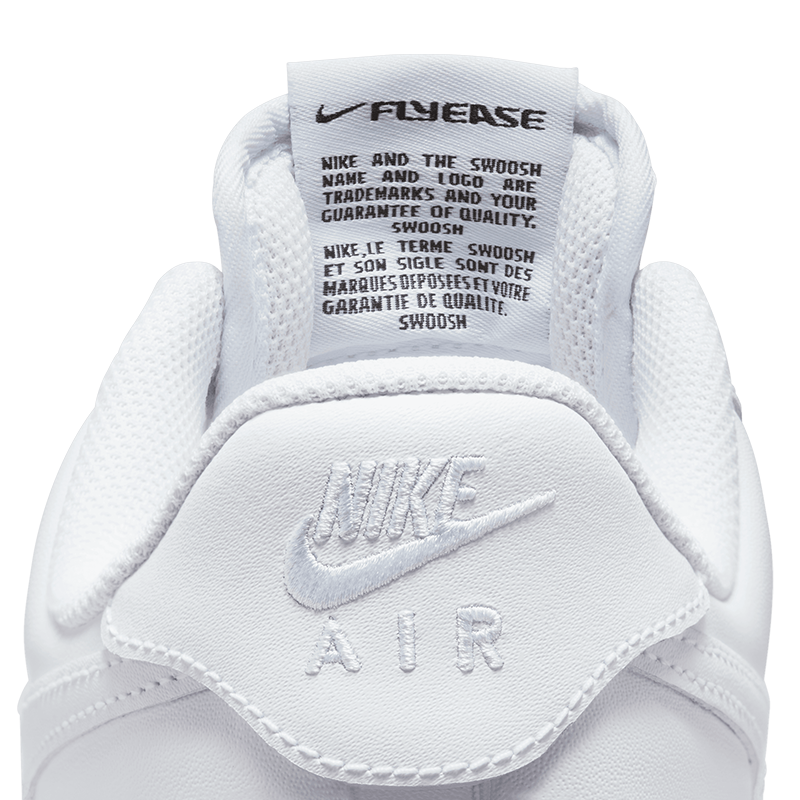 FLYEASE
NIKE AND THE SWOOSH
NAME AND LOGO ARE
TRADEMARKS AND YOUR
GUARANTEE OF QUALITY.
SWOOSH
NIKE, LE TERME SWOOSH
ET SON SIGLE SONT DES
MARQUES DEPOSEES ET VOTRE
GARANTIE DE QUALITE.
SWOOSH
NIKE
AIR